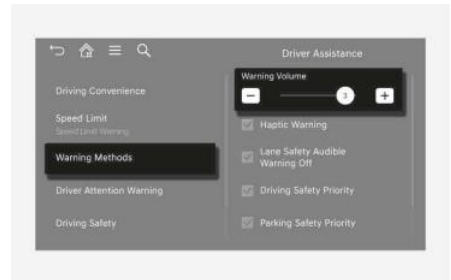 Driver Assistance
Driving Convenience
Speed Limit
Speed Limit Warning
Warning Methods
Driver Attention Warning
Driving Safety
Warning Volume
3
Haptic Warning
Lane Safety Audible
Warning Off
Driving Safety Priority
Parking Safety Priority